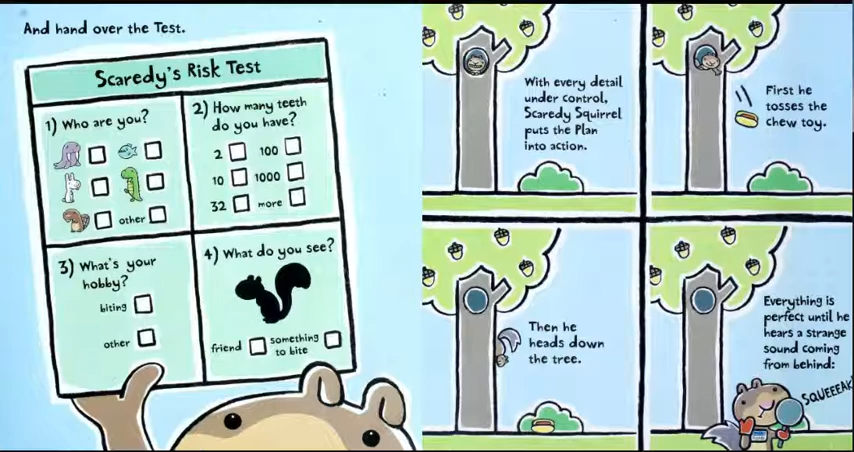 And hand over the Test.
Scaredy's Risk Test
1) Who are you?
other
2) How many teeth
do you have?
2 100
10 1000
32 more
3) What's your
hobby?
biting
other
4) What do you see?
friend something
to bite
With every detail
under control,
Scaredy Squirrel
puts the Plan
into action.
First he
tosses the
chew toy.
Then he
heads down
the tree.
Everything is
perfect until he
hears a strange
sound coming
from behind:
SQUEEEAK!